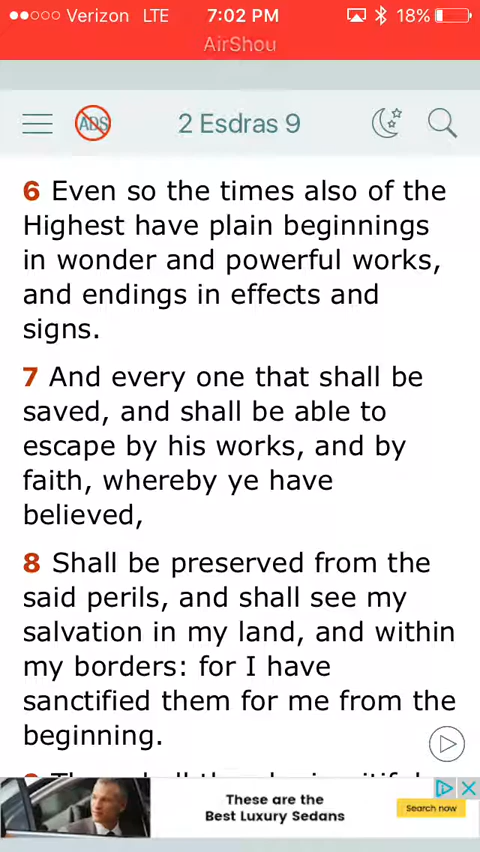 Verizon LTE 7:02 PM 18%
AirShou
ADS 2 Esdras 9
6 Even so the times also of the
Highest have plain beginnings
in wonder and powerful works,
and endings in effects and
signs.
7 And every one that shall be
saved, and shall be able to
escape by his works, and by
faith, whereby ye have
believed,
8 Shall be preserved from the
said perils, and shall see my
salvation in my land, and within
my borders: for I have
sanctified them for me from the
beginning.
These are the
Best Luxury Sedans
Search now